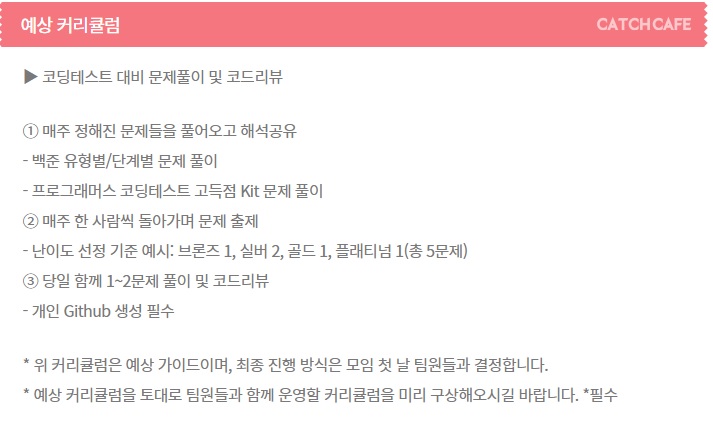 예상 커리큘럼
CATCH CAFE
▶ 코딩테스트 대비 문제풀이 및 코드리뷰
① 매주 정해진 문제들을 풀어오고 해석공유
- 백준 유형별/단계별 문제 풀이
- 프로그래머스 코딩테스트 고득점 Kit 문제 풀이
② 매주 한 사람씩 돌아가며 문제 출제
- 난이도 선정 기준 예시: 브론즈 1, 실버 2, 골드 1, 플래티넘 1(총 5문제)
③ 당일 함께 1~2문제 풀이 및 코드리뷰
- 개인 Github 생성 필수
* 위 커리큘럼은 예상 가이드이며, 최종 진행 방식은 모임 첫 날 팀원들과 결정합니다.
* 예상 커리큘럼을 토대로 팀원들과 함께 운영할 커리큘럼을 미리 구상해오시길 바랍니다. *필수